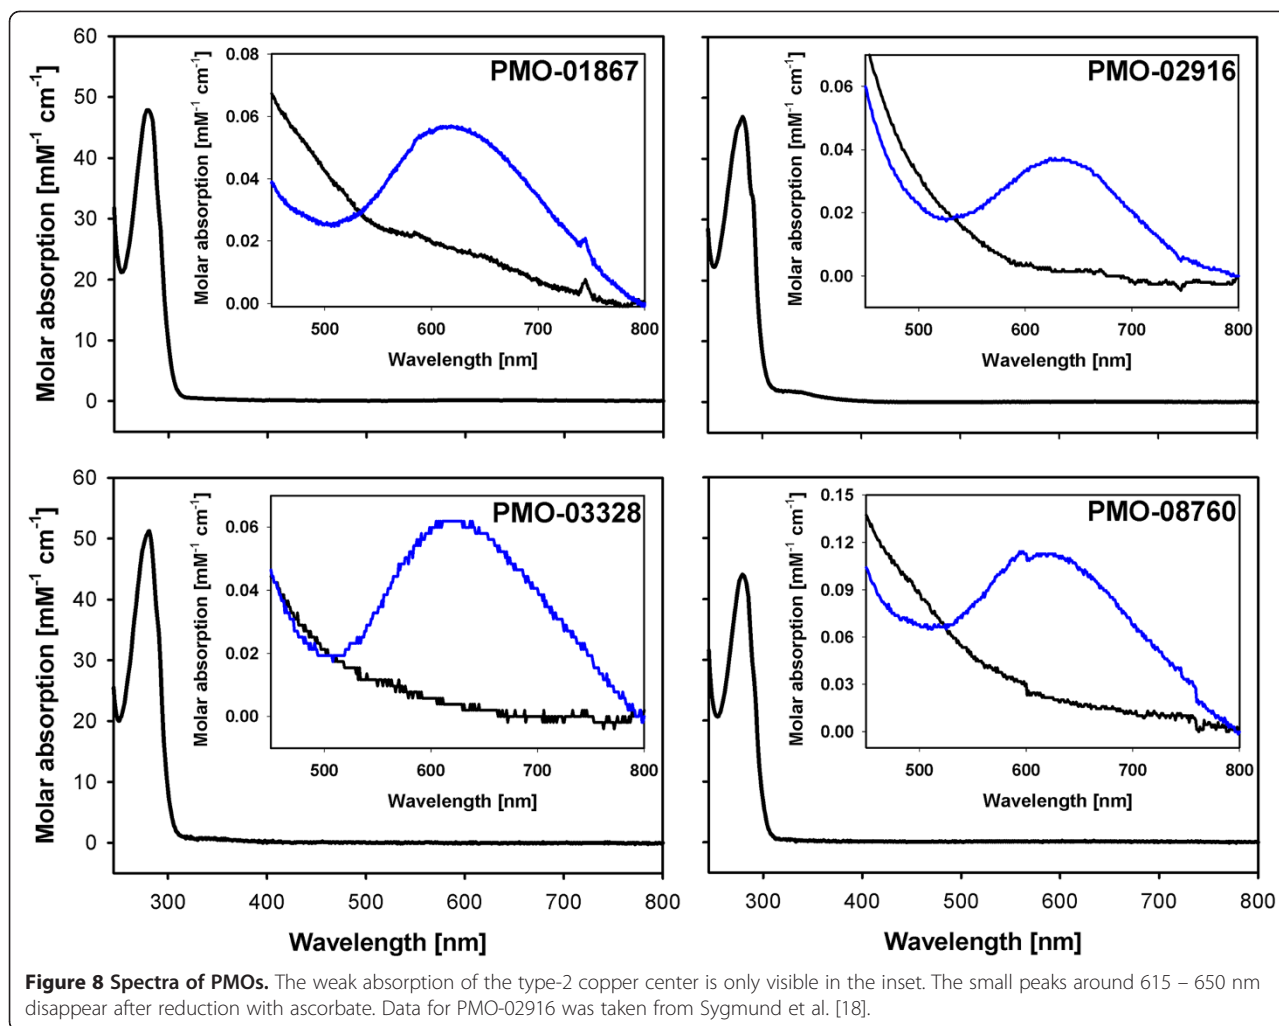 60
50
40
30
20
10
0
Molar absorption [mM-1 cm-1]
0.08
0.06
0.04
0.02
0.00
Molar absorption [mM-1 cm-1]
PMO-01867
500 600 700 800
Wavelength [nm]
0.06
0.04
0.02
0.00
Molar absorption [mM-1 cm-1]
PMO-02916
500 600 700 800
Wavelength [nm]
60
50
40
30
20
10
0
Molar absorption [mM-1 cm-1]
0.06
0.04
0.02
0.00
Molar absorption [mM-1 cm-1]
PMO-03328
500 600 700 800
Wavelength [nm]
300 400 500 600 700 800
Wavelength [nm]
0.15
0.12
0.09
0.06
0.03
0.00
Molar absorption [mM-1 cm-1]
PMO-08760
500 600 700 800
Wavelength [nm]
300 400 500 600 700 800
Wavelength [nm]
Figure 8 Spectra of PMOs. The weak absorption of the type-2 copper center is only visible in the inset. The small peaks around 615 – 650 nm
disappear after reduction with ascorbate. Data for PMO-02916 was taken from Sygmund et al. [18].